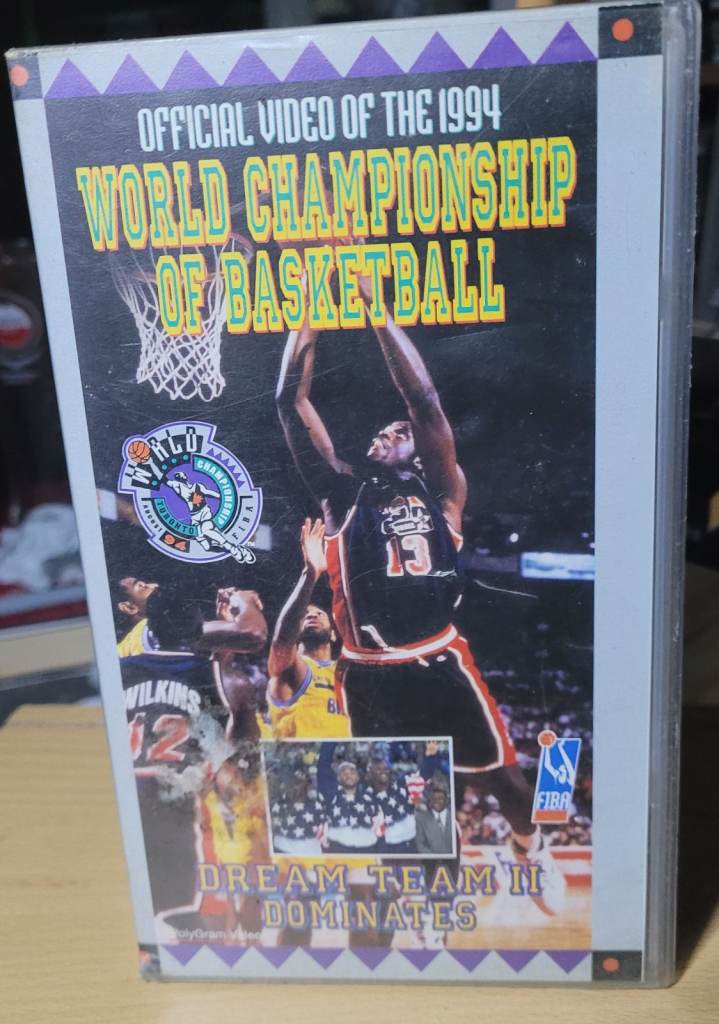 OFFICIAL VIDEO OF THE 1994
WORLD CHAMPIONSHIP
OF BASKETBALL
WORLD
CHAMPIONSHIP
TORONTO
AUGUST
94
FIBA
13
WILKINS
12
FIBA
DREAM TEAM II
DOMINATES
PolyGram Video